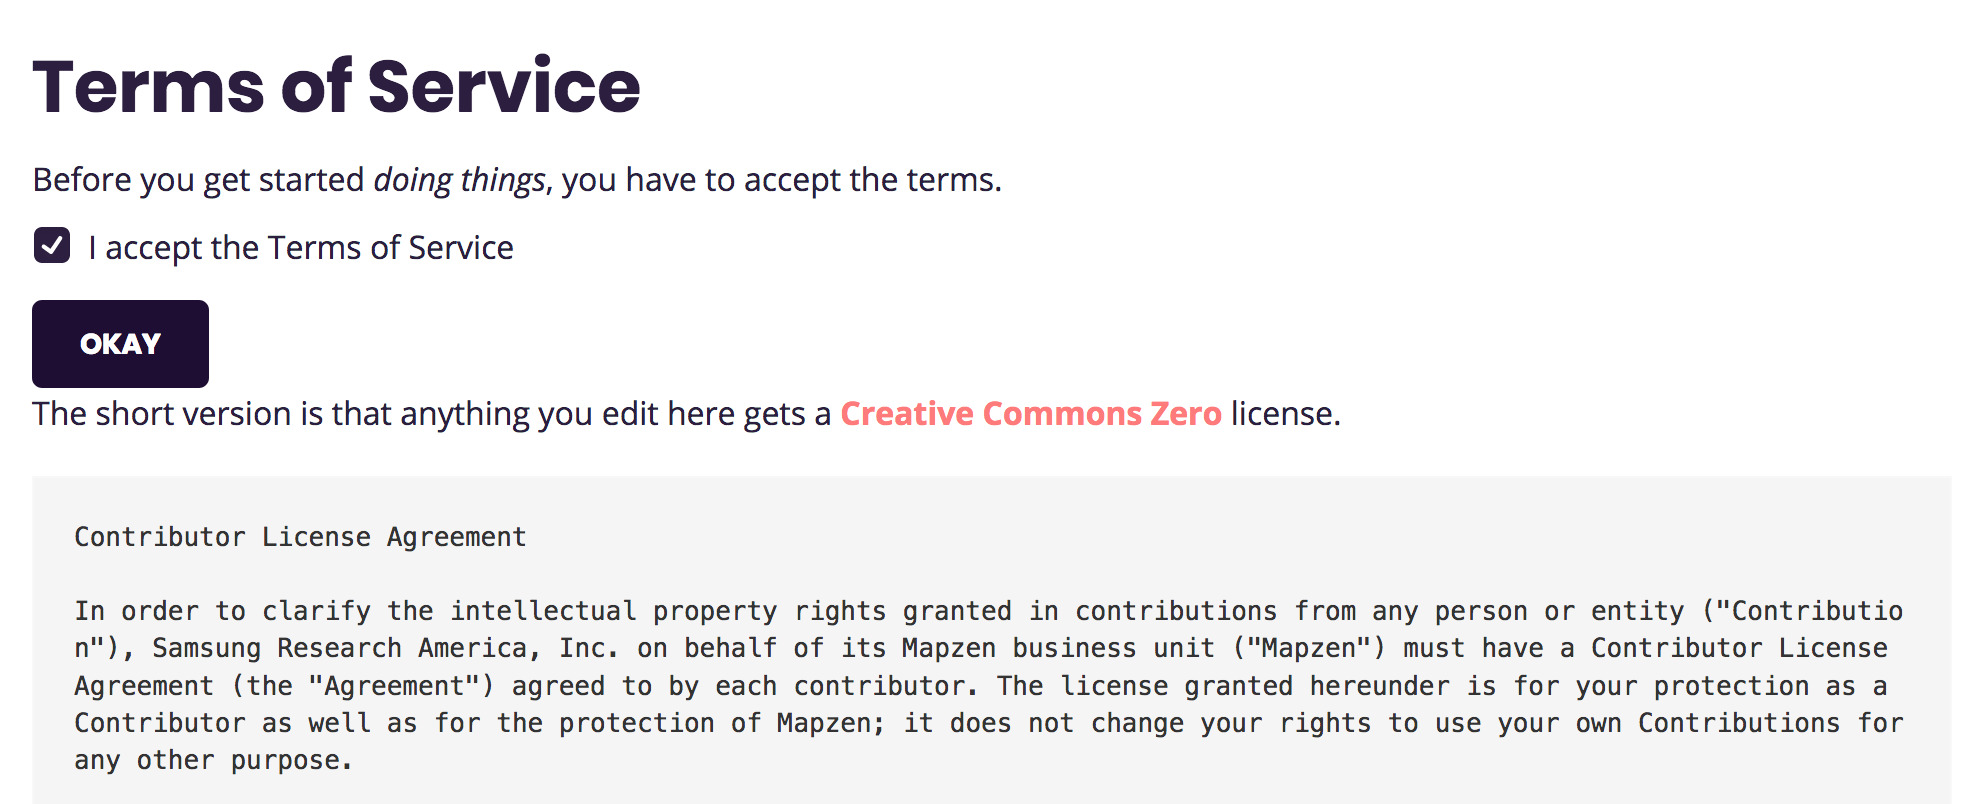 Terms of Service
Before you get started doing things, you have to accept the terms.
I accept the Terms of Service
OKAY
The short version is that anything you edit here gets a Creative Commons Zero license.
Contributor License Agreement
In order to clarify the intellectual property rights granted in contributions from any person or entity ("Contributio
n"), Samsung Research America, Inc. on behalf of its Mapzen business unit ("Mapzen") must have a Contributor License
Agreement (the "Agreement") agreed to by each contributor. The license granted hereunder is for your protection as a
Contributor as well as for the protection of Mapzen; it does not change your rights to use your own Contributions for
any other purpose.